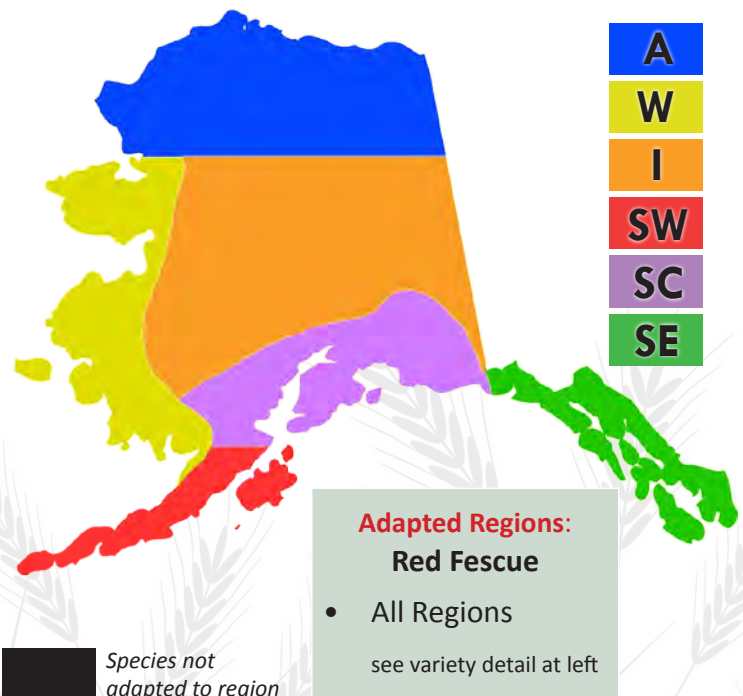 A
W
I
SW
SC
SE
Adapted Regions:
Red Fescue
• All Regions
see variety detail at left
Species not
adapted to region